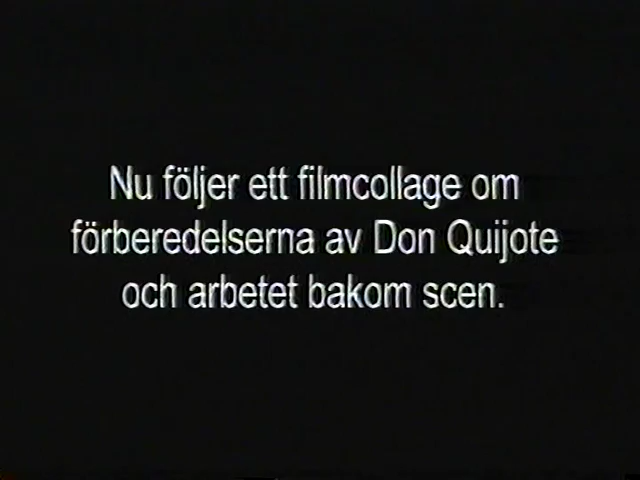 Nu följer ett filmcollage om
förberedelserna av Don Quijote
och arbetet bakom scen.